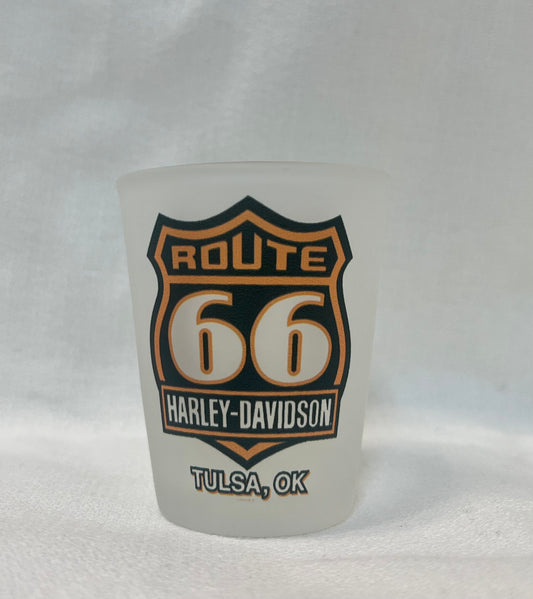 ROUTE
66
HARLEY-DAVIDSON
TULSA, OK